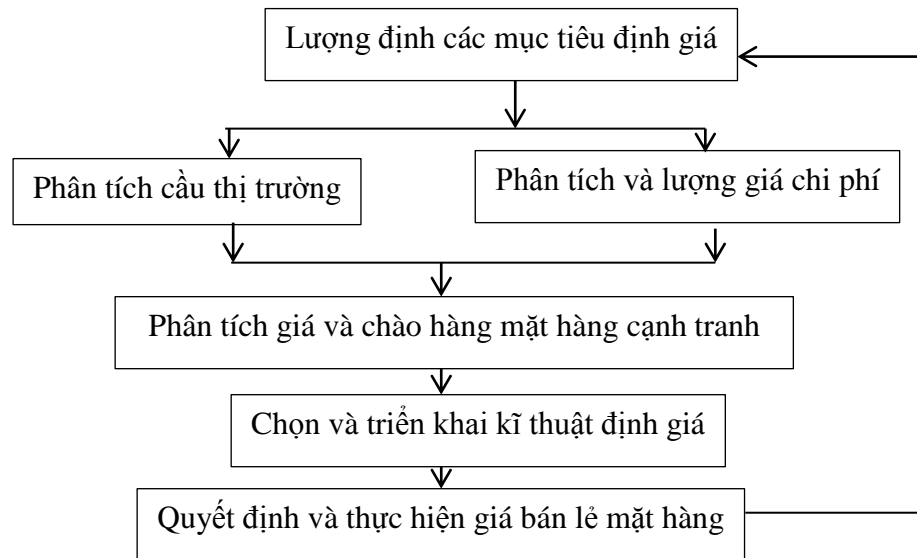 Lượng định các mục tiêu định giá
Phân tích cầu thị trường
Phân tích và lượng giá chi phí
Phân tích giá và chào hàng mặt hàng cạnh tranh
Chọn và triển khai kĩ thuật định giá
Quyết định và thực hiện giá bán lẻ mặt hàng